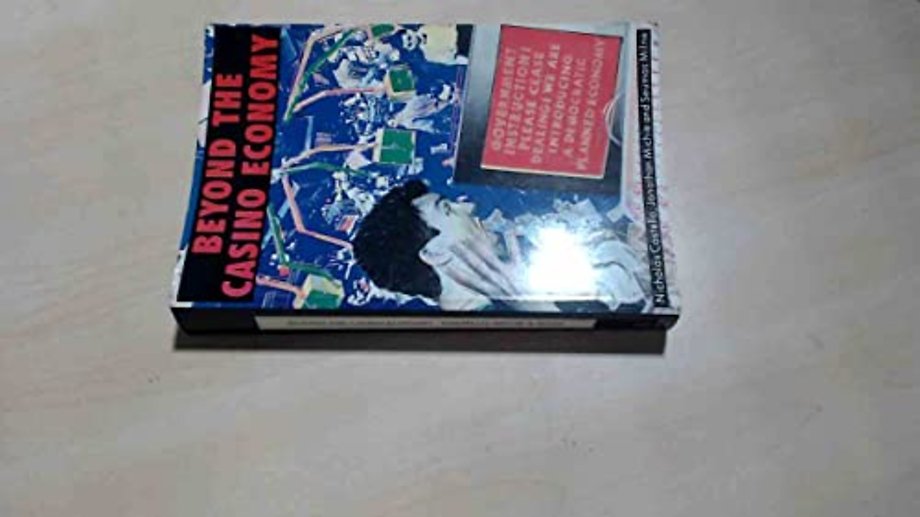 BEYOND THE
CASINO ECONOMY
GOVERNMENT
INSTRUCTION:
PLEASE CEASE
DEALING! WE ARE
INTRODUCING
A DEMOCRATIC
PLANNED ECONOMY
Nicholas Costello, Jonathan Michie and Seumas Milne